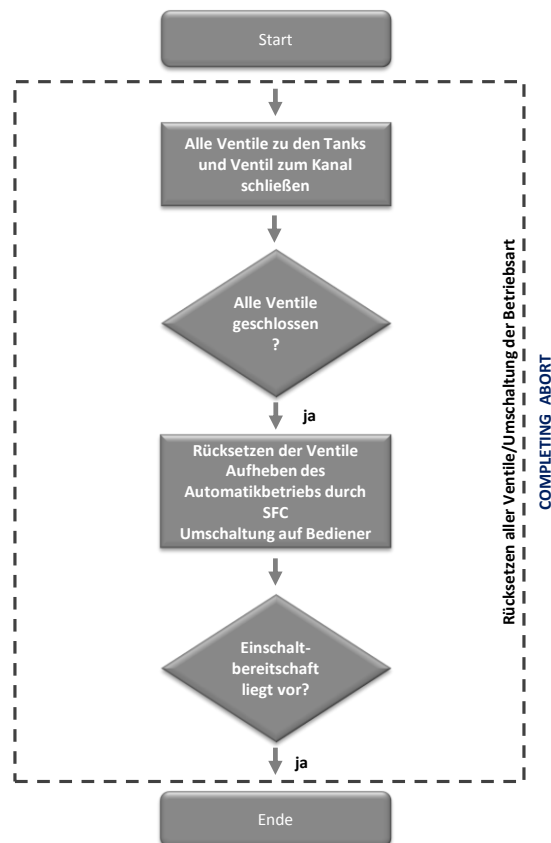 Start
Alle Ventile zu den Tanks
und Ventil zum Kanal
schließen
Alle Ventile
geschlossen
?
ja
Rücksetzen der Ventile
Aufheben des
Automatikbetriebs durch
SFC
Umschaltung auf Bediener
Einschalt-
bereitschaft
liegt vor?
ja
Ende
Rücksetzen aller Ventile/Umschaltung der Betriebsart
COMPLETING ABORT